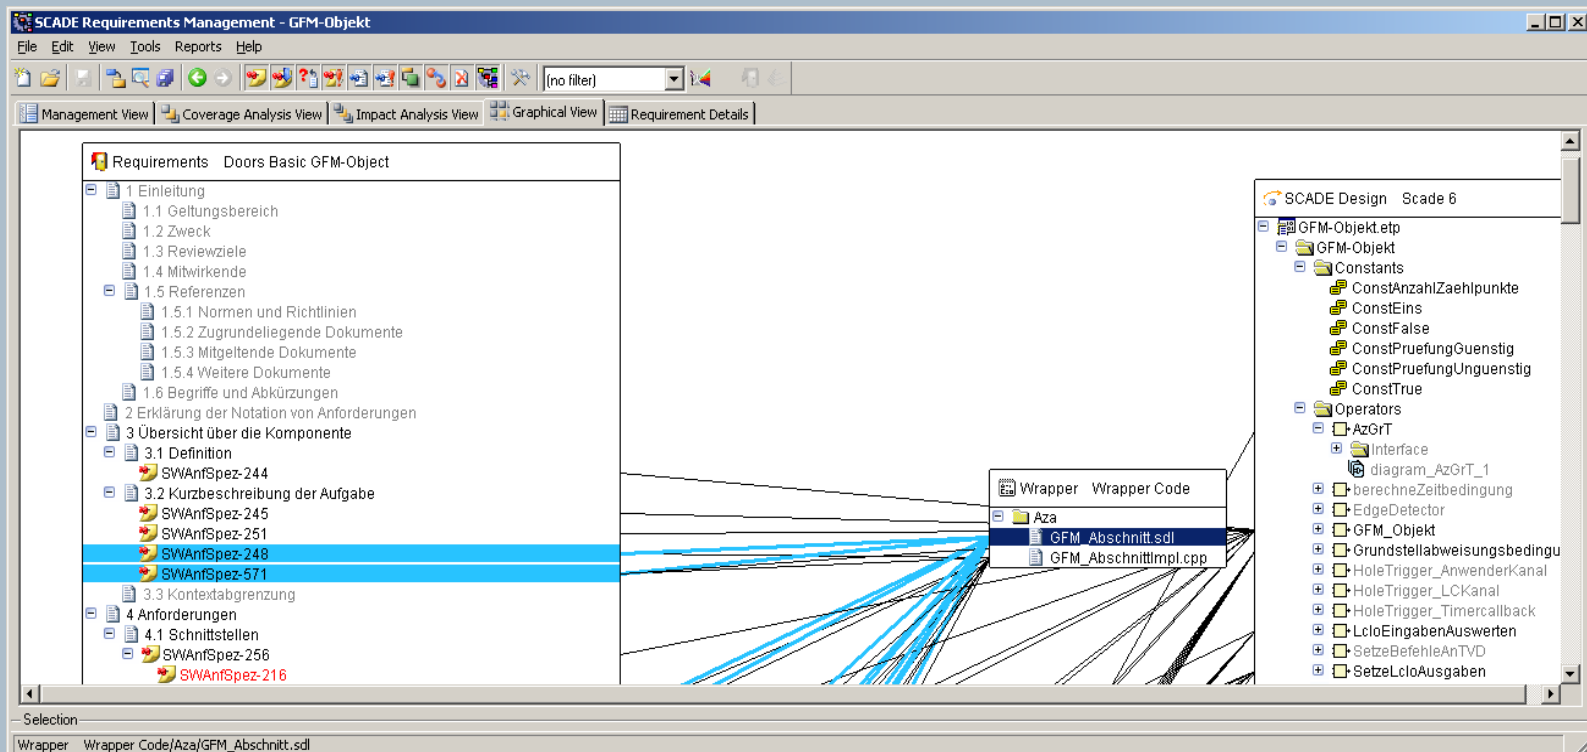 SCADE Requirements Management - GFM-Objekt
File Edit View Tools Reports Help
(no filter)
Management View Coverage Analysis View Impact Analysis View Graphical View Requirement Details
Requirements Doors Basic GFM-Object
1 Einleitung
1.1 Geltungsbereich
1.2 Zweck
1.3 Reviewziele
1.4 Mitwirkende
1.5 Referenzen
1.5.1 Normen und Richtlinien
1.5.2 Zugrundeliegende Dokumente
1.5.3 Mitgeltende Dokumente
1.5.4 Weitere Dokumente
1.6 Begriffe und Abkürzungen
2 Erklärung der Notation von Anforderungen
3 Übersicht über die Komponente
3.1 Definition
SWAnfSpez-244
3.2 Kurzbeschreibung der Aufgabe
SWAnfSpez-245
SWAnfSpez-251
SWAnfSpez-248
SWAnfSpez-571
3.3 Kontextabgrenzung
4 Anforderungen
4.1 Schnittstellen
SWAnfSpez-256
SWAnfSpez-216
Wrapper Wrapper Code
Aza
GFM_Abschnitt.sdl
GFM_AbschnittImpl.cpp
SCADE Design Scade 6
GFM-Objekt.etp
GFM-Objekt
Constants
ConstAnzahlZaehlpunkte
ConstEins
ConstFalse
ConstPruefungGuenstig
ConstPruefungUnguenstig
ConstTrue
Operators
AzGrT
Interface
diagram_AzGrT_1
berechneZeitbedingung
EdgeDetector
GFM_Objekt
Grundstellabweisungsbedingu
HoleTrigger_AnwenderKanal
HoleTrigger_LCKanal
HoleTrigger_Timercallback
LcIoEingabenAuswerten
SetzeBefehleAnTVD
SetzeLcIoAusgaben
Selection
Wrapper Wrapper Code/Aza/GFM_Abschnitt.sdl